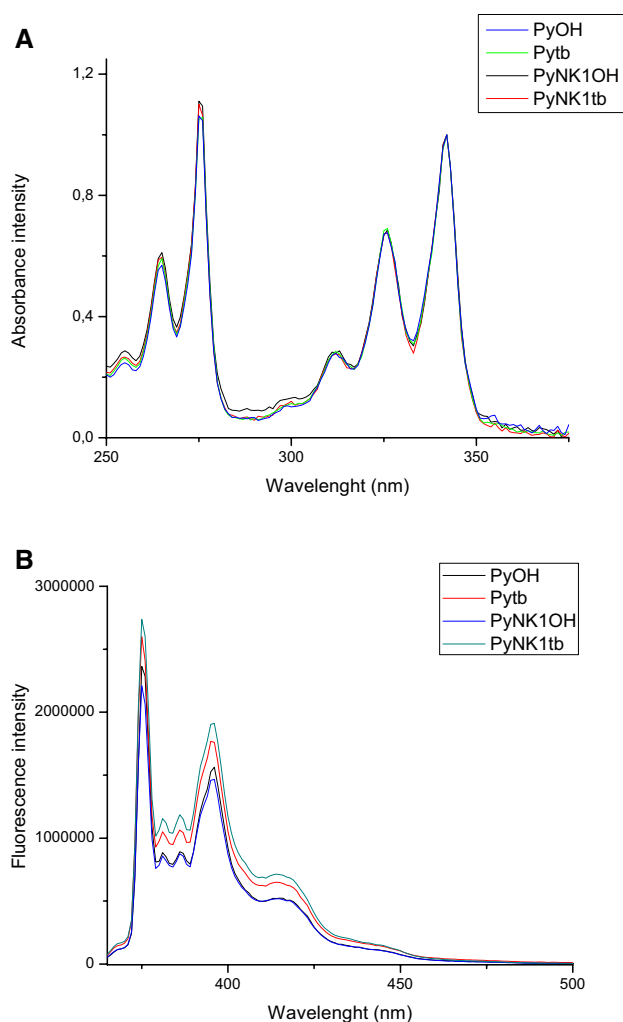 A
PyOH
Pytb
PyNK1OH
PyNK1tb
1,2
0,8
0,4
0,0
Absorbance intensity
250 300 350
Wavelenght (nm)
B
PyOH
Pytb
PyNK1OH
PyNK1tb
3000000
2000000
1000000
0
Fluorescence intensity
400 450 500
Wavelenght (nm)